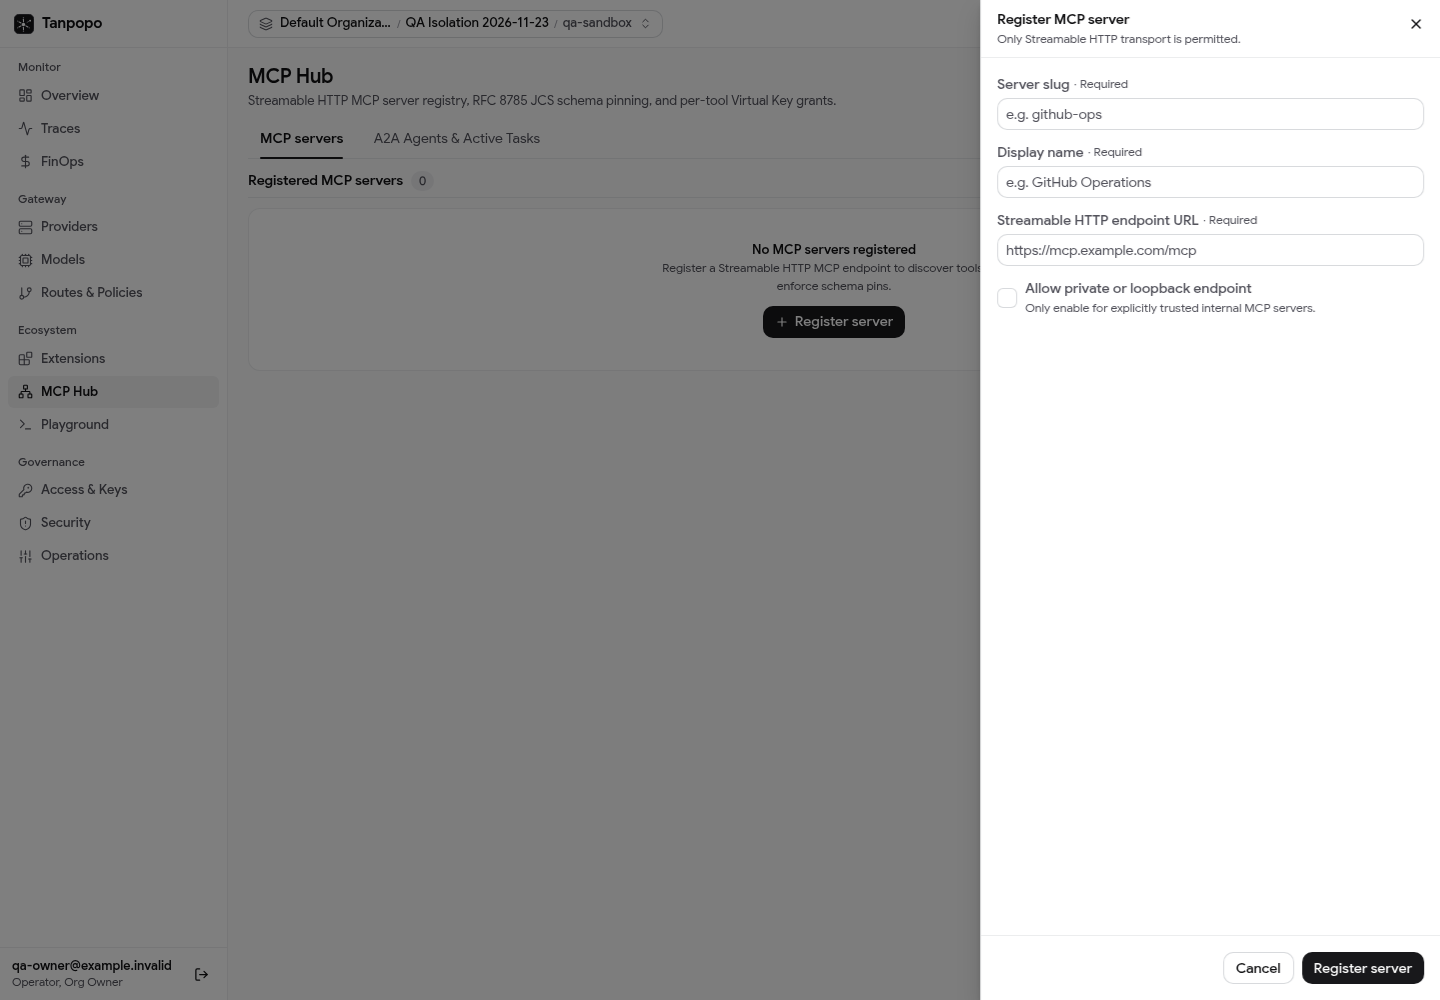 Tanpopo
Monitor
Overview
Traces
FinOps
Gateway
Providers
Models
Routes & Policies
Ecosystem
Extensions
MCP Hub
Playground
Governance
Access & Keys
Security
Operations
qa-owner@example.invalid
Operator, Org Owner
Default Organiza... / QA Isolation 2026-11-23 / qa-sandbox
MCP Hub
Streamable HTTP MCP server registry, RFC 8785 JCS schema pinning, and per-tool Virtual Key grants.
MCP servers
A2A Agents & Active Tasks
Registered MCP servers 0
No MCP servers registered
Register a Streamable HTTP MCP endpoint to discover tools
enforce schema pins.
Register server
Register MCP server
Only Streamable HTTP transport is permitted.
Server slug · Required
e.g. github-ops
Display name · Required
e.g. GitHub Operations
Streamable HTTP endpoint URL · Required
https://mcp.example.com/mcp
Allow private or loopback endpoint
Only enable for explicitly trusted internal MCP servers.
Cancel
Register server